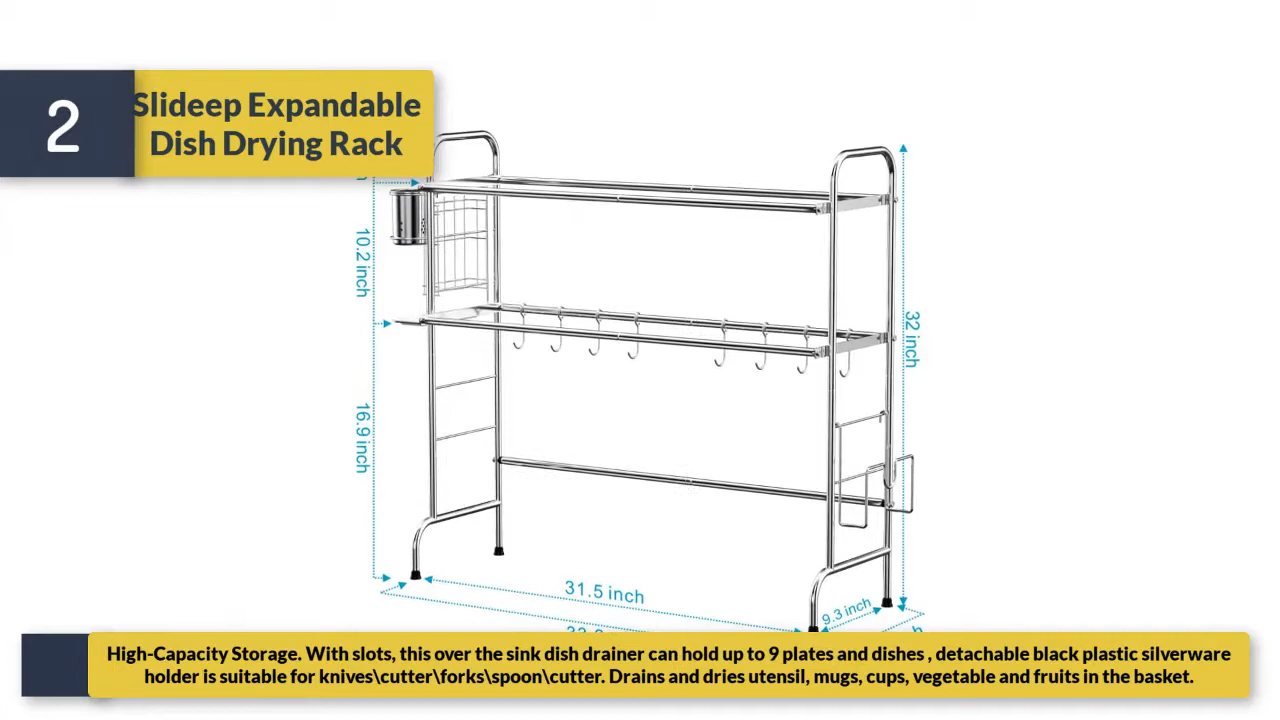 2
Slideep Expandable
Dish Drying Rack
10.2 inch
16.9 inch
32 inch
31.5 inch
9.3 inch
High-Capacity Storage. With slots, this over the sink dish drainer can hold up to 9 plates and dishes , detachable black plastic silverware
holder is suitable for knives\cutter\forks\spoon\cutter. Drains and dries utensil, mugs, cups, vegetable and fruits in the basket.